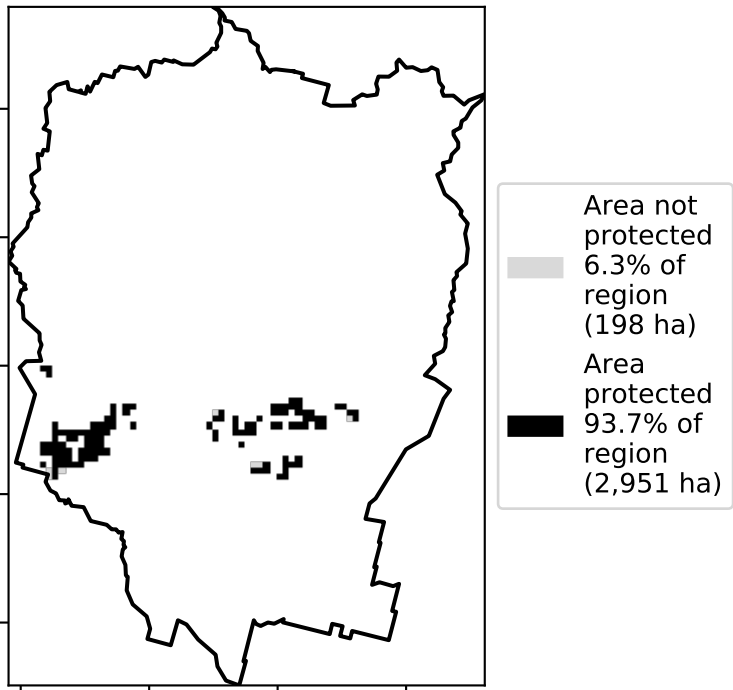 Area not
protected
6.3% of
region
(198 ha)
Area
protected
93.7% of
region
(2,951 ha)